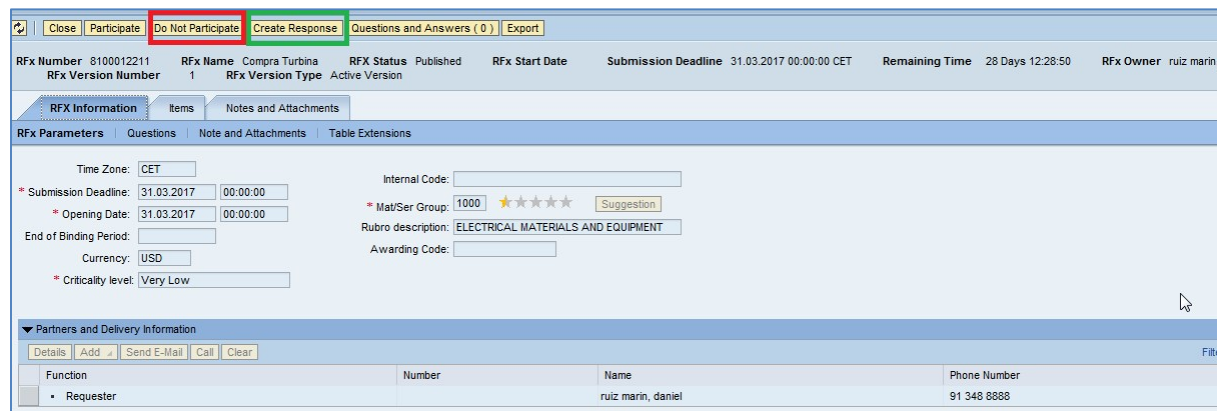 Close Participate Do Not Participate Create Response Questions and Answers ( 0 ) Export
RFx Number 8100012211 RFx Name Compra Turbina RFX Status Published RFx Start Date Submission Deadline 31.03.2017 00:00:00 CET Remaining Time 28 Days 12:28:50 RFx Owner ruiz marin
RFx Version Number 1 RFx Version Type Active Version
RFX Information Items Notes and Attachments
RFx Parameters Questions Note and Attachments Table Extensions
Time Zone: CET
Internal Code:
* Submission Deadline: 31.03.2017 00:00:00
* Mat/Ser Group: 1000 Suggestion
* Opening Date: 31.03.2017 00:00:00
Rubro description: ELECTRICAL MATERIALS AND EQUIPMENT
End of Binding Period:
Awarding Code:
Currency: USD
* Criticality level: Very Low
Partners and Delivery Information
Details Add Send E-Mail Call Clear Filte
Function Number Name Phone Number
• Requester ruiz marin, daniel 91 348 8888